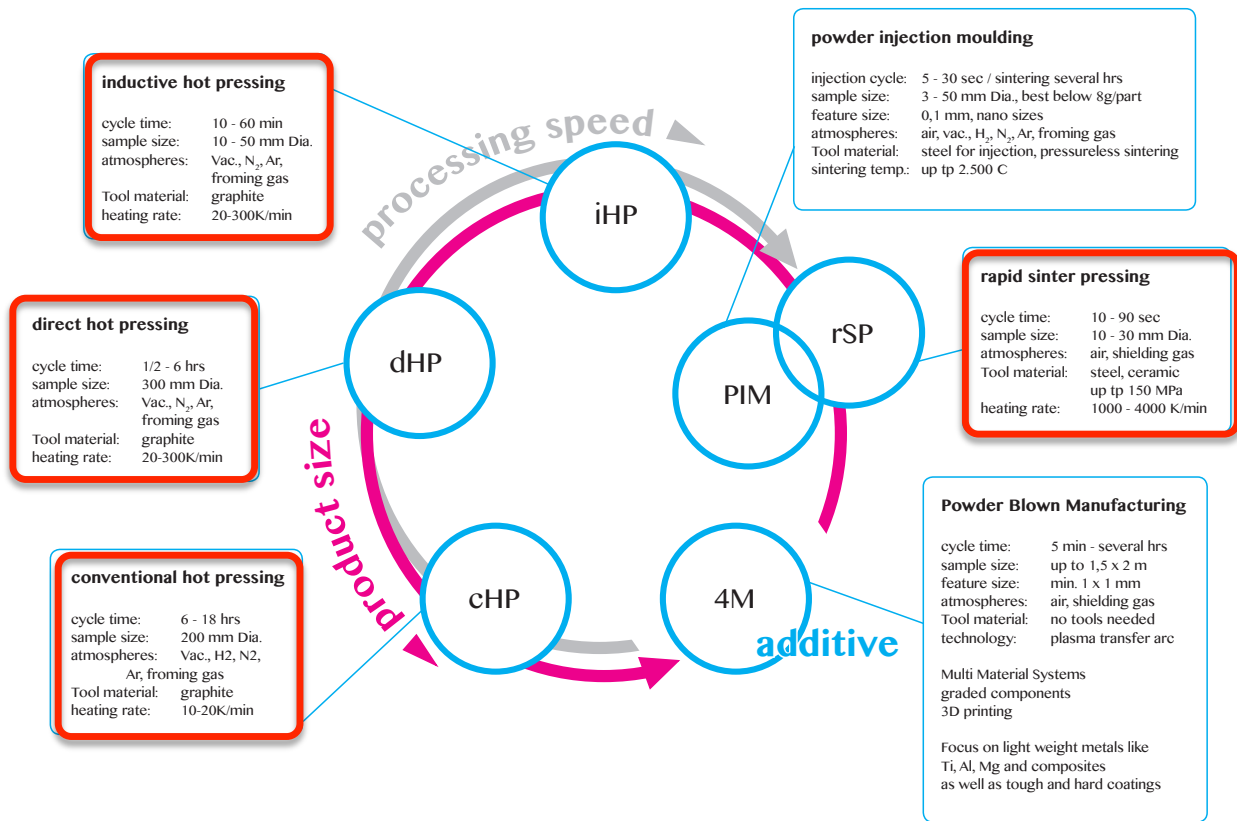 inductive hot pressing
cycle time: 10 - 60 min
sample size: 10 - 50 mm Dia.
atmospheres: Vac., N₂, Ar,
froming gas
Tool material: graphite
heating rate: 20-300K/min
powder injection moulding
injection cycle: 5 - 30 sec / sintering several hrs
sample size: 3 - 50 mm Dia., best below 8g/part
feature size: 0,1 mm, nano sizes
atmospheres: air, vac., H₂, N₂, Ar, froming gas
Tool material: steel for injection, pressureless sintering
sintering temp.: up tp 2.500 C
processing speed
iHP
direct hot pressing
cycle time: 1/2 - 6 hrs
sample size: 300 mm Dia.
atmospheres: Vac., N₂, Ar,
froming gas
Tool material: graphite
heating rate: 20-300K/min
dHP
PIM
rSP
rapid sinter pressing
cycle time: 10 - 90 sec
sample size: 10 - 30 mm Dia.
atmospheres: air, shielding gas
Tool material: steel, ceramic
up tp 150 MPa
heating rate: 1000 - 4000 K/min
product size
conventional hot pressing
cycle time: 6 - 18 hrs
sample size: 200 mm Dia.
atmospheres: Vac., H2, N2,
Ar, froming gas
Tool material: graphite
heating rate: 10-20K/min
cHP
4M
additive
Powder Blown Manufacturing
cycle time: 5 min - several hrs
sample size: up to 1,5 x 2 m
feature size: min. 1 x 1 mm
atmospheres: air, shielding gas
Tool material: no tools needed
technology: plasma transfer arc
Multi Material Systems
graded components
3D printing
Focus on light weight metals like
Ti, Al, Mg and composites
as well as tough and hard coatings